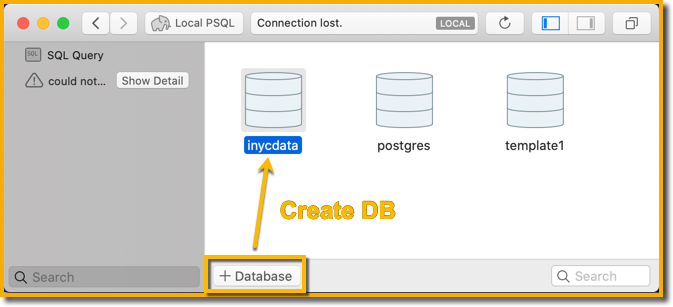 Local PSQL
Connection lost.
LOCAL
SQL Query
could not...
Show Detail
inycdata
postgres
template1
Create DB
Search
+ Database
Search